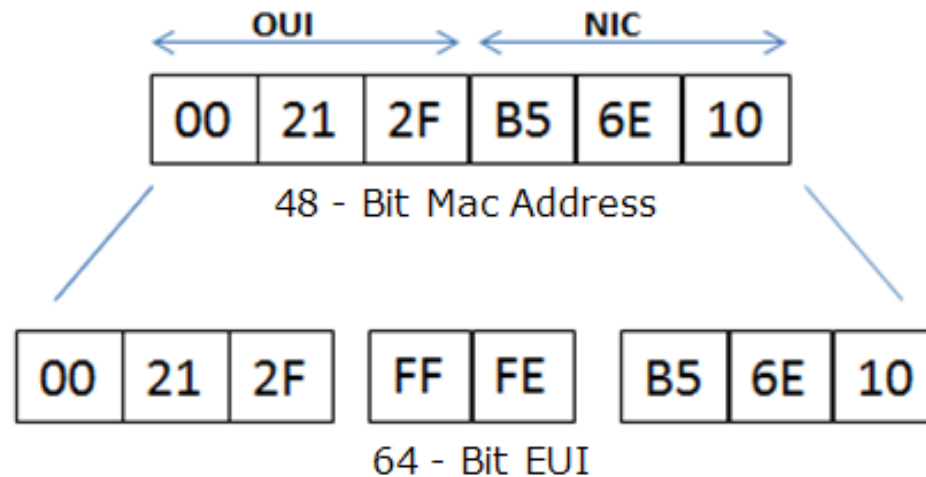 OUI NIC
00 21 2F B5 6E 10
48 - Bit Mac Address
00 21 2F FF FE B5 6E 10
64 - Bit EUI